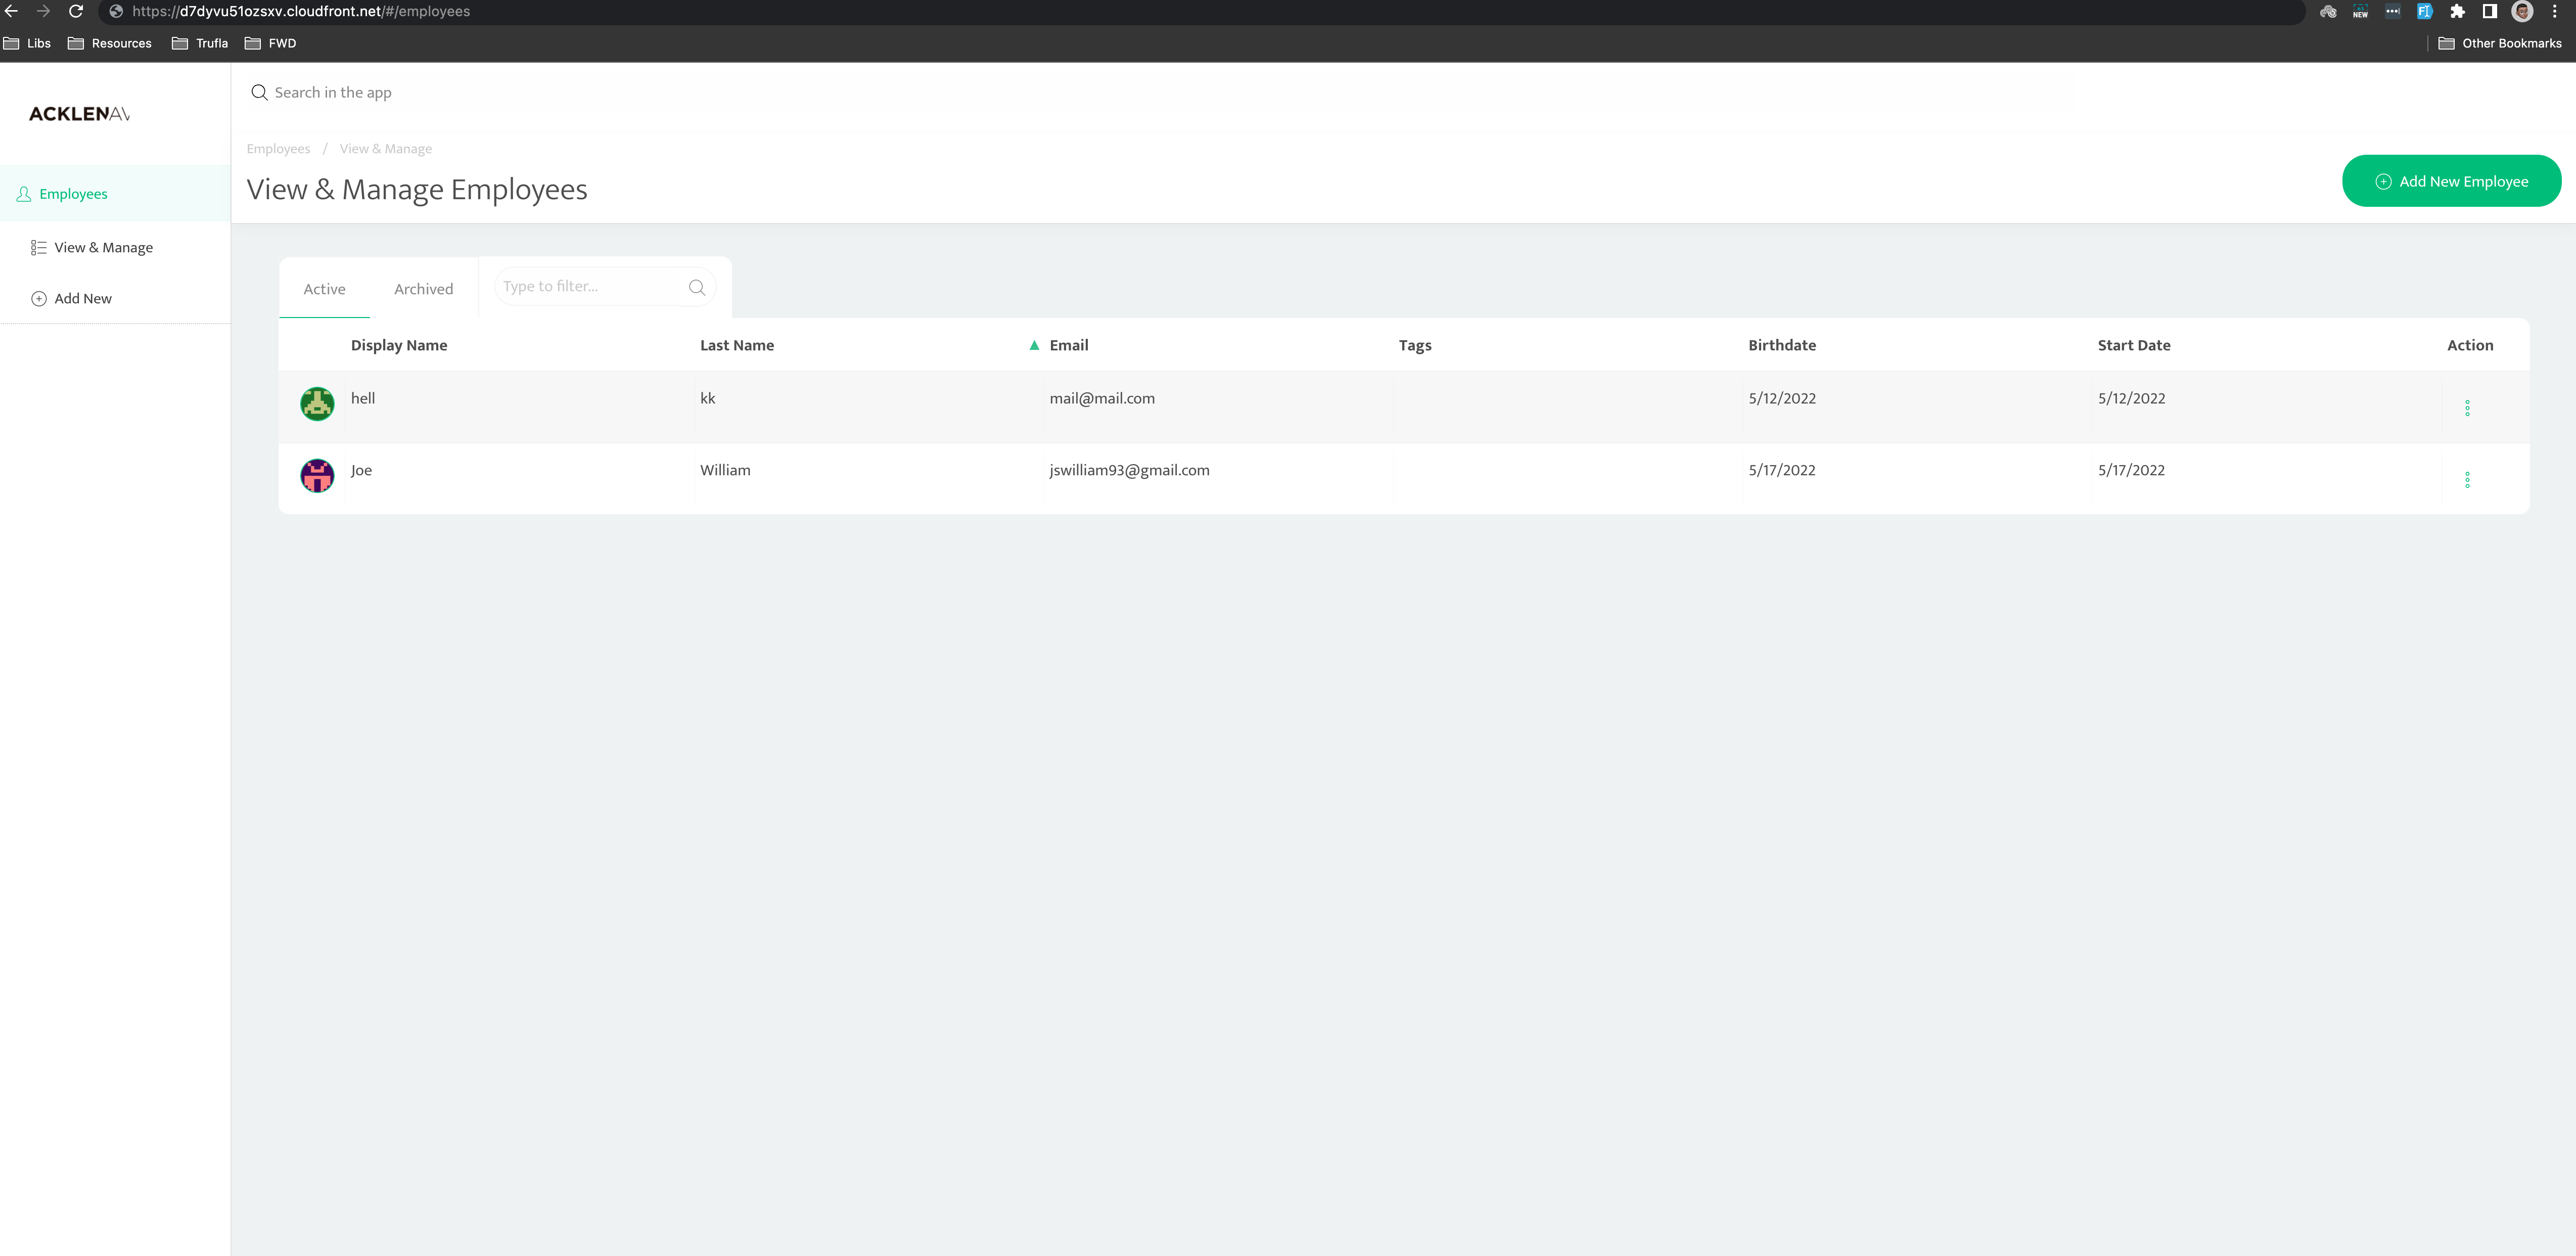 https://d7dyvu51ozsxv.cloudfront.net/#/employees
NEW
Libs Resources Trufla FWD Other Bookmarks
Search in the app
ACKLENAV
Employees / View & Manage
View & Manage Employees
Add New Employee
Employees
View & Manage
Add New
Active Archived Type to filter...
Display Name Last Name ▲ Email Tags Birthdate Start Date Action
hell kk mail@mail.com 5/12/2022 5/12/2022
Joe William jswilliam93@gmail.com 5/17/2022 5/17/2022